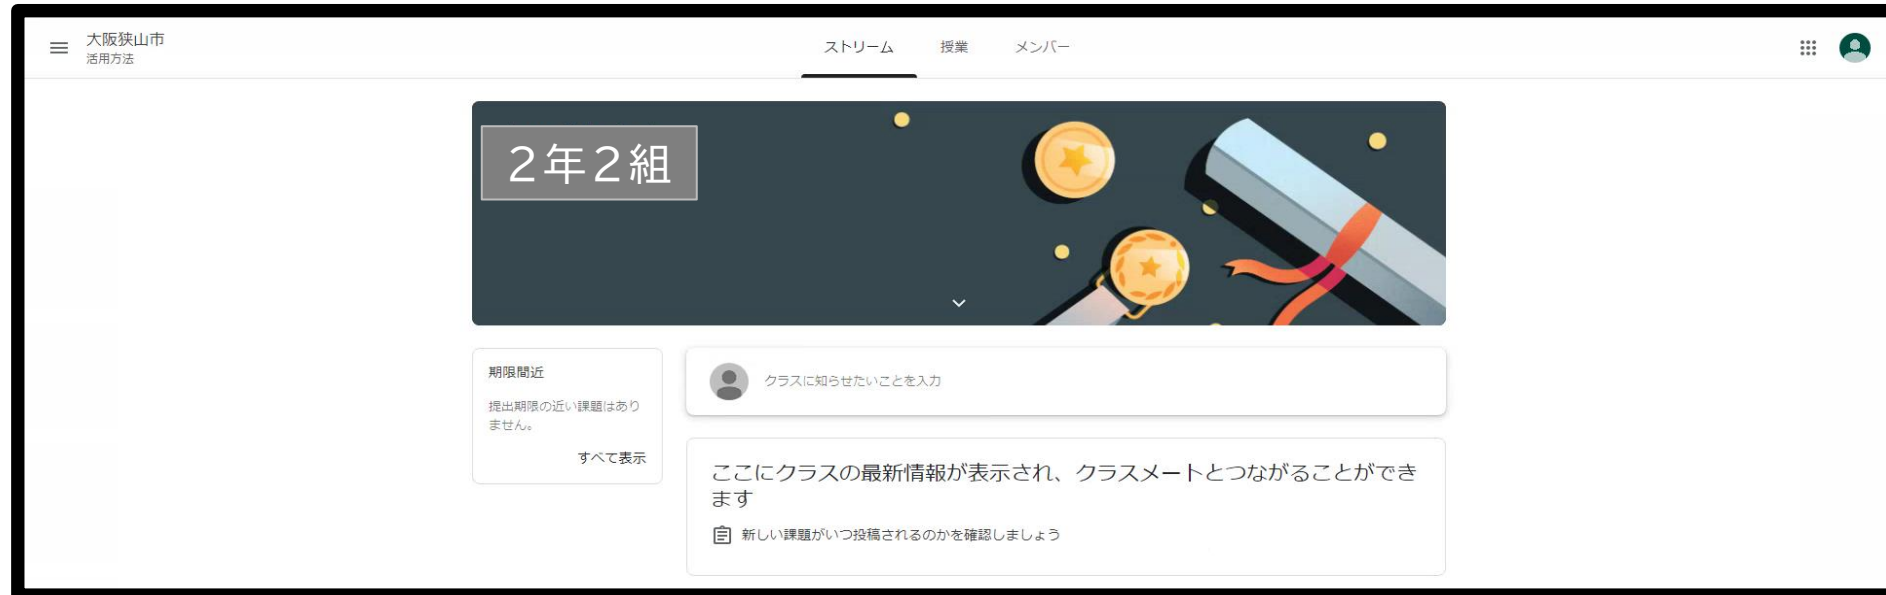 大阪狭山市
活用方法
ストリーム 授業 メンバー
２年２組
期限間近
提出期限の近い課題はあり
ません。
すべて表示
クラスに知らせたいことを入力
ここにクラスの最新情報が表示され、クラスメートとつながることができ
ます
新しい課題がいつ投稿されるのかを確認しましょう